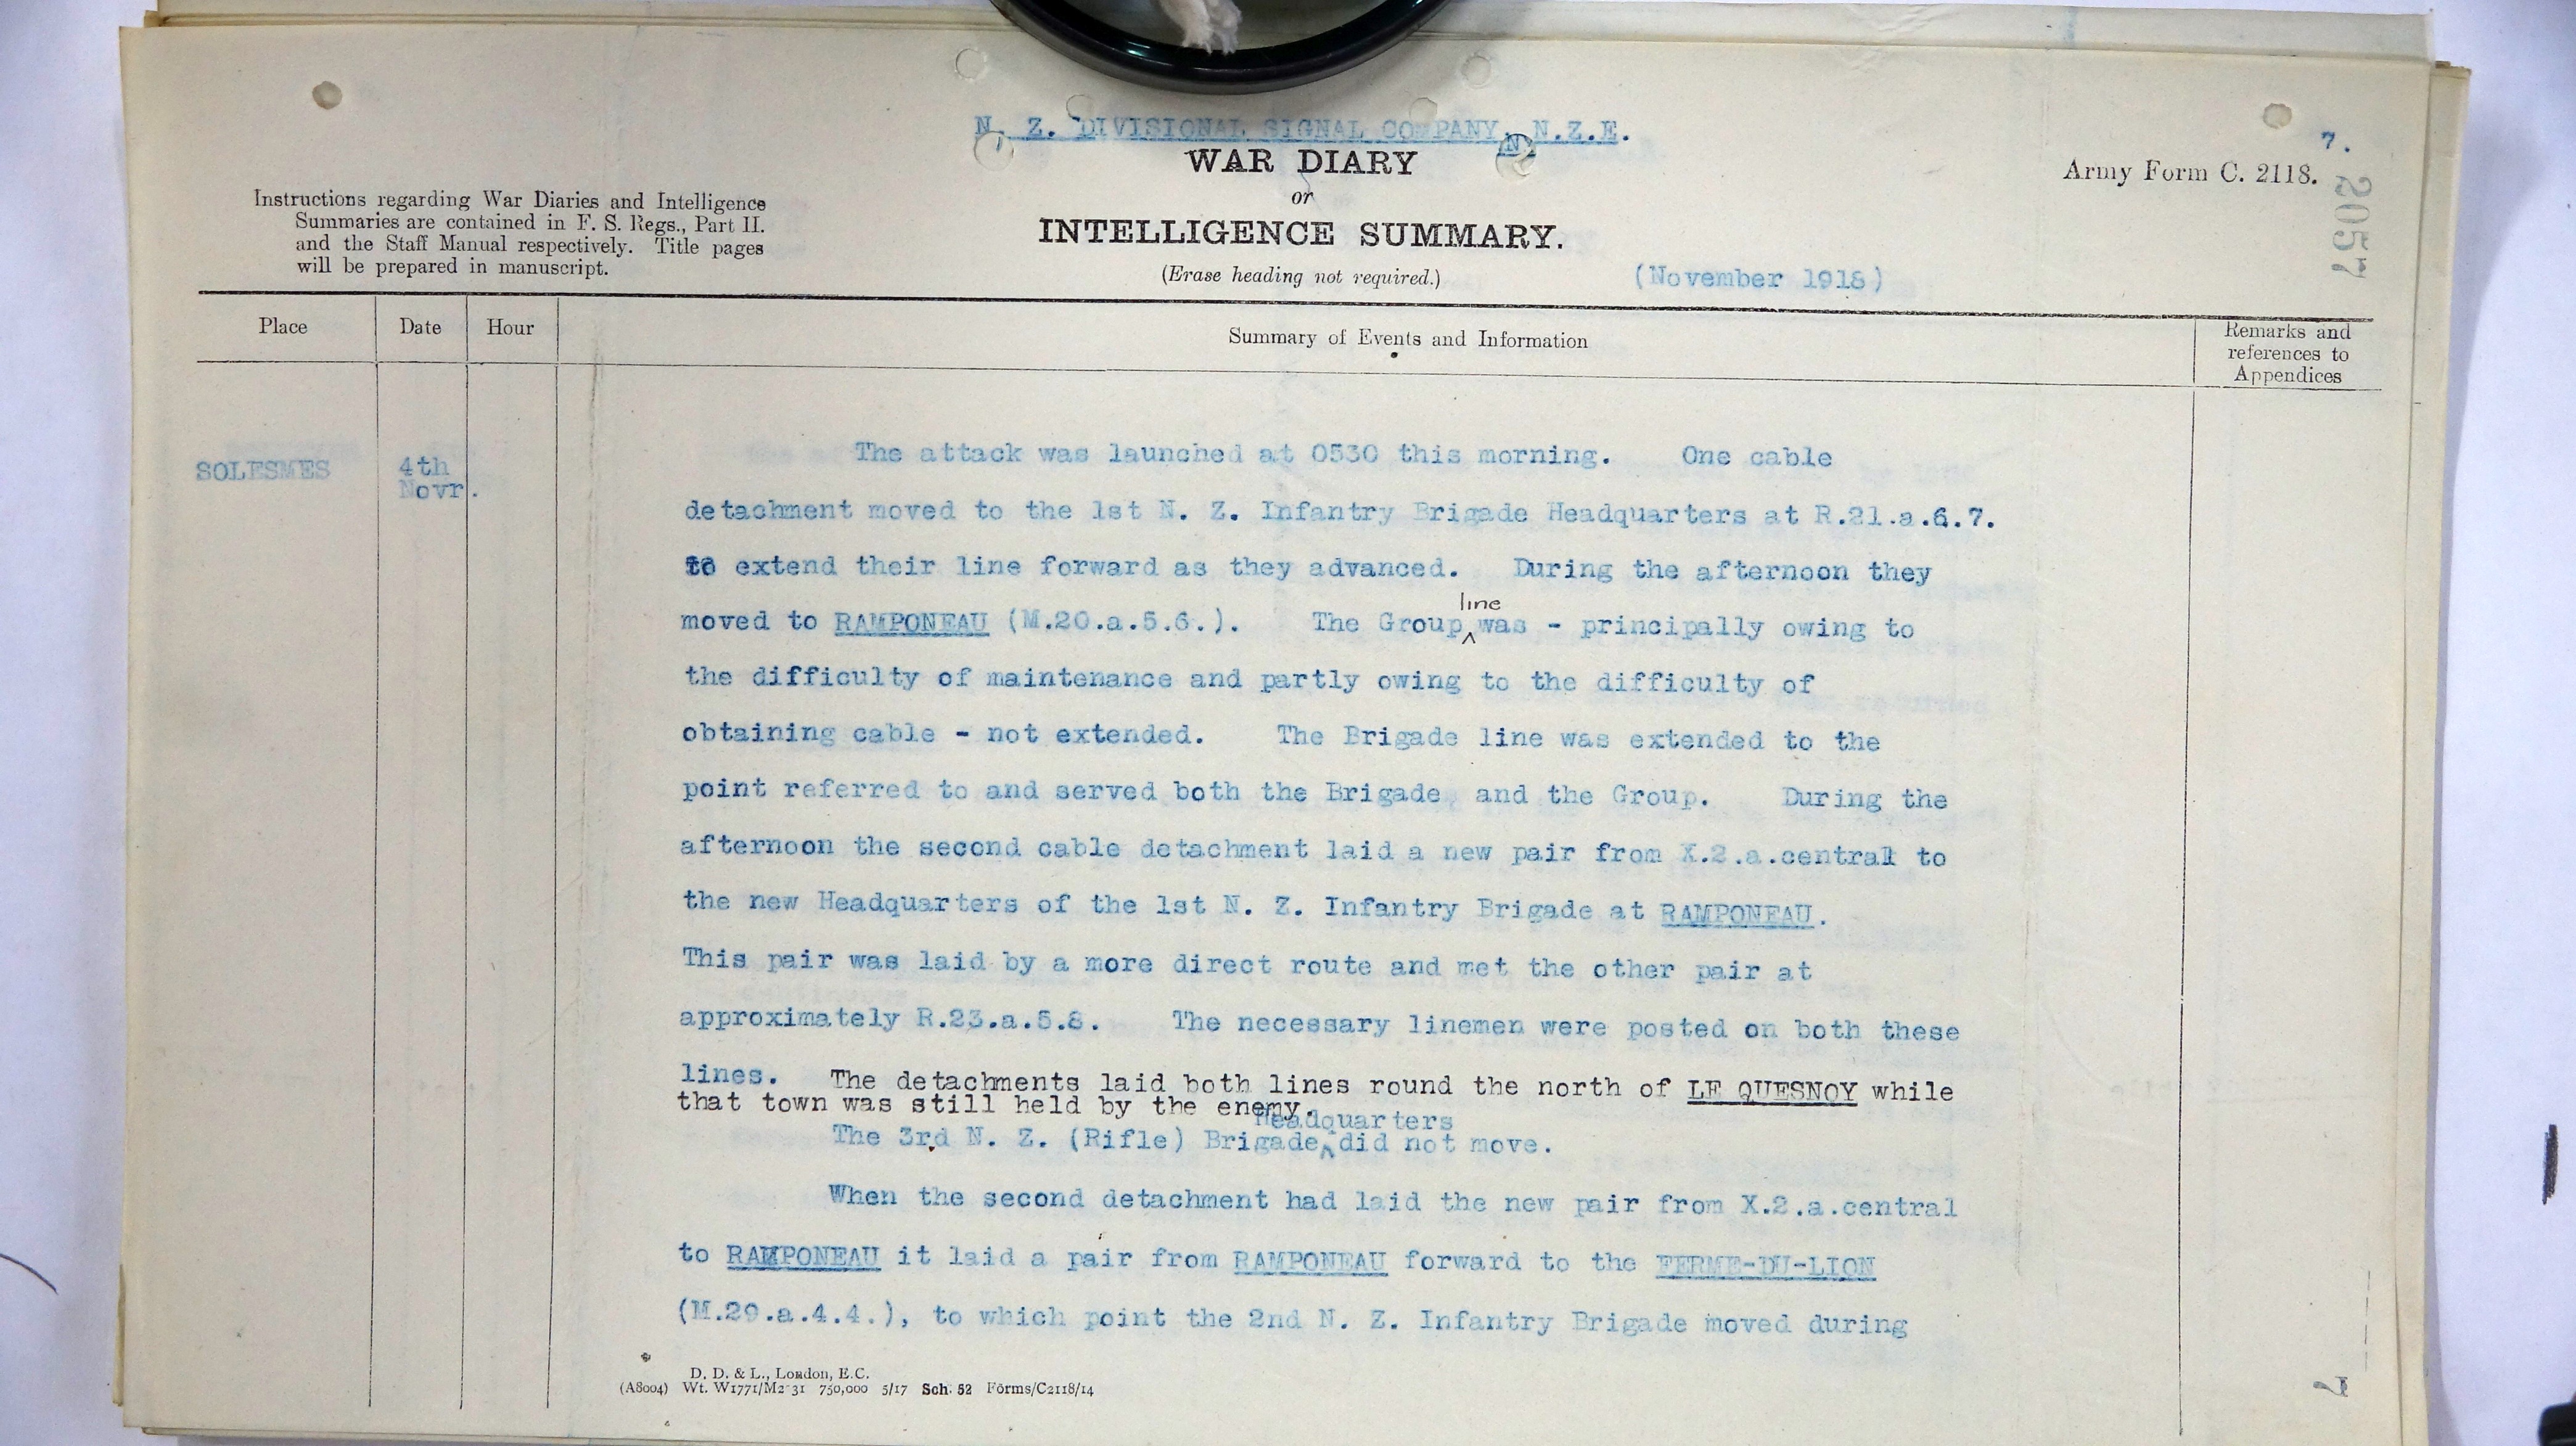 N. Z. DIVISIONAL SIGNAL COMPANY, N.Z.E.
7.
WAR DIARY
or
INTELLIGENCE SUMMARY.
(Erase heading not required.)
(November 1918)
Army Form C. 2118.
2057
Instructions regarding War Diaries and Intelligence
Summaries are contained in F. S. Regs., Part II.
and the Staff Manual respectively. Title pages
will be prepared in manuscript.
Place
Date
Hour
Summary of Events and Information
Remarks and
references to
Appendices
SOLESMES
4th
Novr.
The attack was launched at 0530 this morning. One cable
detachment moved to the 1st N. Z. Infantry Brigade Headquarters at R.21.a.6.7.
to extend their line forward as they advanced. During the afternoon they
moved to RAMPONEAU (M.20.a.5.6.). The Group line was - principally owing to
the difficulty of maintenance and partly owing to the difficulty of
obtaining cable - not extended. The Brigade line was extended to the
point referred to and served both the Brigade and the Group. During the
afternoon the second cable detachment laid a new pair from X.2.a.central to
the new Headquarters of the 1st N. Z. Infantry Brigade at RAMPONEAU.
This pair was laid by a more direct route and met the other pair at
approximately R.23.a.5.8. The necessary linemen were posted on both these
lines. The detachments laid both lines round the north of LE QUESNOY while
that town was still held by the enemy.
The 3rd N. Z. (Rifle) Brigade Headquarters did not move.
When the second detachment had laid the new pair from X.2.a.central
to RAMPONEAU it laid a pair from RAMPONEAU forward to the FERME-DU-LION
(M.29.a.4.4.), to which point the 2nd N. Z. Infantry Brigade moved during
D. D. & L., London, E.C.
(A8004) Wt. W1771/M2 31 750,000 5/17 Sch. 52 Forms/C2118/14
7